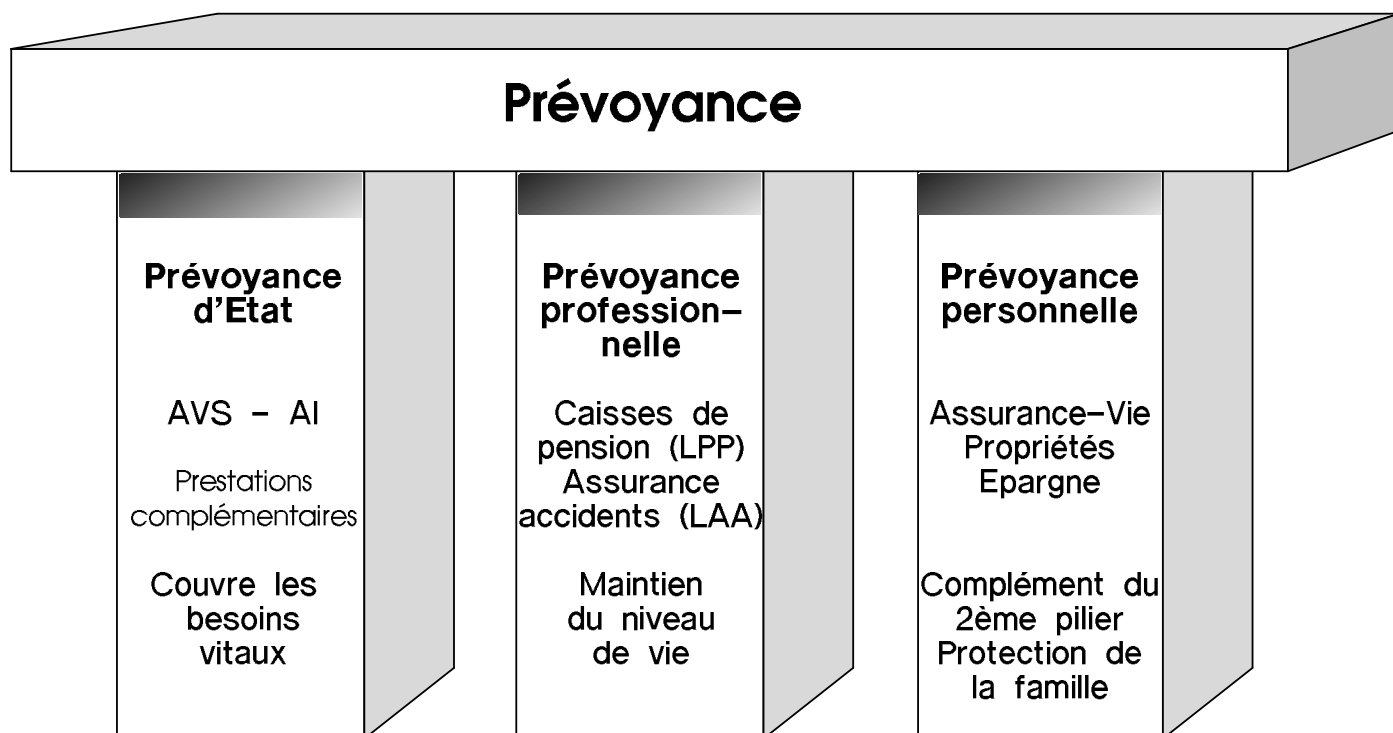 Prévoyance
Prévoyance
d'Etat
AVS – AI
Prestations
complémentaires
Couvre les
besoins
vitaux
Prévoyance
profession–
nelle
Caisses de
pension (LPP)
Assurance
accidents (LAA)
Maintien
du niveau
de vie
Prévoyance
personnelle
Assurance–Vie
Propriétés
Epargne
Complément du
2ème pilier
Protection de
la famille